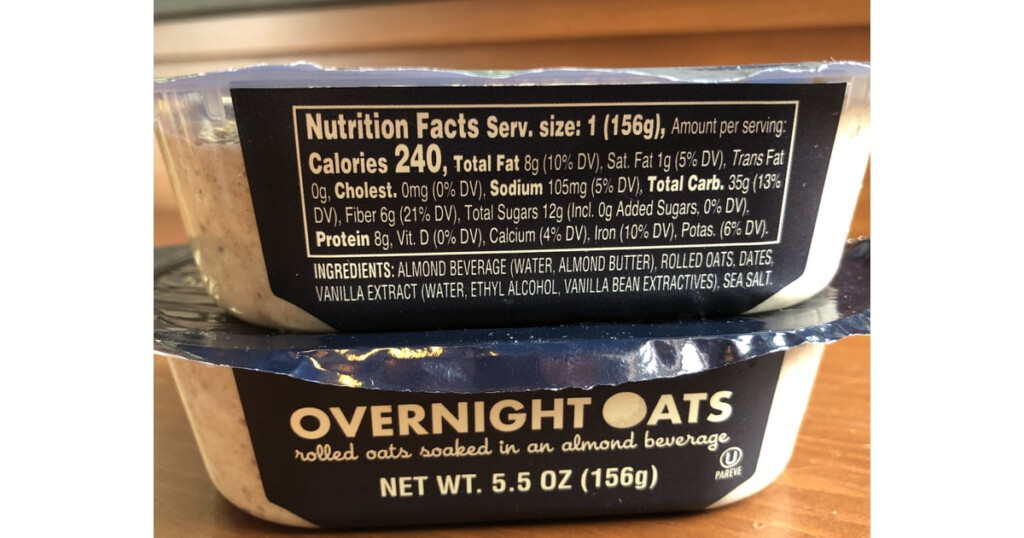 Nutrition Facts Serv. size: 1 (156g), Amount per serving:
Calories 240, Total Fat 8g (10% DV), Sat. Fat 1g (5% DV), Trans Fat
0g, Cholest. 0mg (0% DV), Sodium 105mg (5% DV), Total Carb. 35g (13%
DV), Fiber 6g (21% DV), Total Sugars 12g (Incl. 0g Added Sugars, 0% DV),
Protein 8g, Vit. D (0% DV), Calcium (4% DV), Iron (10% DV), Potas. (6% DV).
INGREDIENTS: ALMOND BEVERAGE (WATER, ALMOND BUTTER), ROLLED OATS, DATES,
VANILLA EXTRACT (WATER, ETHYL ALCOHOL, VANILLA BEAN EXTRACTIVES), SEA SALT.
OVERNIGHT OATS
rolled oats soaked in an almond beverage
U
PAREVE
NET WT. 5.5 OZ (156g)